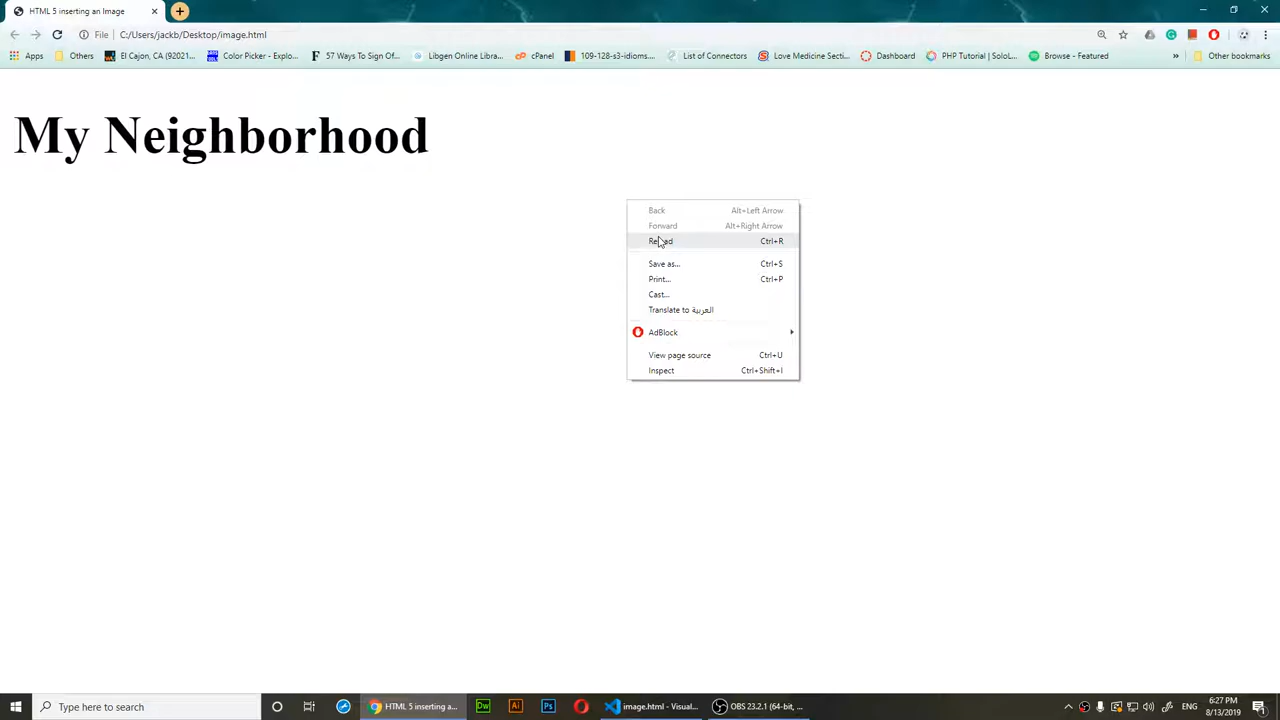 HTML 5 inserting an Image
File C:/Users/jackb/Desktop/image.html
Apps Others El Cajon, CA (92021... Color Picker - Explo... 57 Ways To Sign Of... Libgen Online Libra... cPanel 109-128-s3-idioms.... List of Connectors Love Medicine Secti... Dashboard PHP Tutorial | SoloL... Browse - Featured » Other bookmarks
My Neighborhood
Back Alt+Left Arrow
Forward Alt+Right Arrow
Reload Ctrl+R
Save as... Ctrl+S
Print... Ctrl+P
Cast...
Translate to العربية
AdBlock
View page source Ctrl+U
Inspect Ctrl+Shift+I
Type here to search
HTML 5 inserting a...
Dw
Ai
Ps
image.html - Visual...
OBS 23.2.1 (64-bit, ...
ENG
6:27 PM
8/13/2019